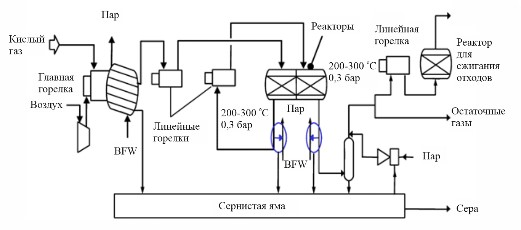 Пар
Кислый
газ
Главная
горелка
Воздух
BFW
Линейные
горелки
200-300 °С
0,3 бар
Реакторы
200-300 °С
0,3 бар
Пар
BFW
Линейная
горелка
Реактор
для
сжигания
отходов
Остаточные
газы
Пар
Сернистая яма
Сера